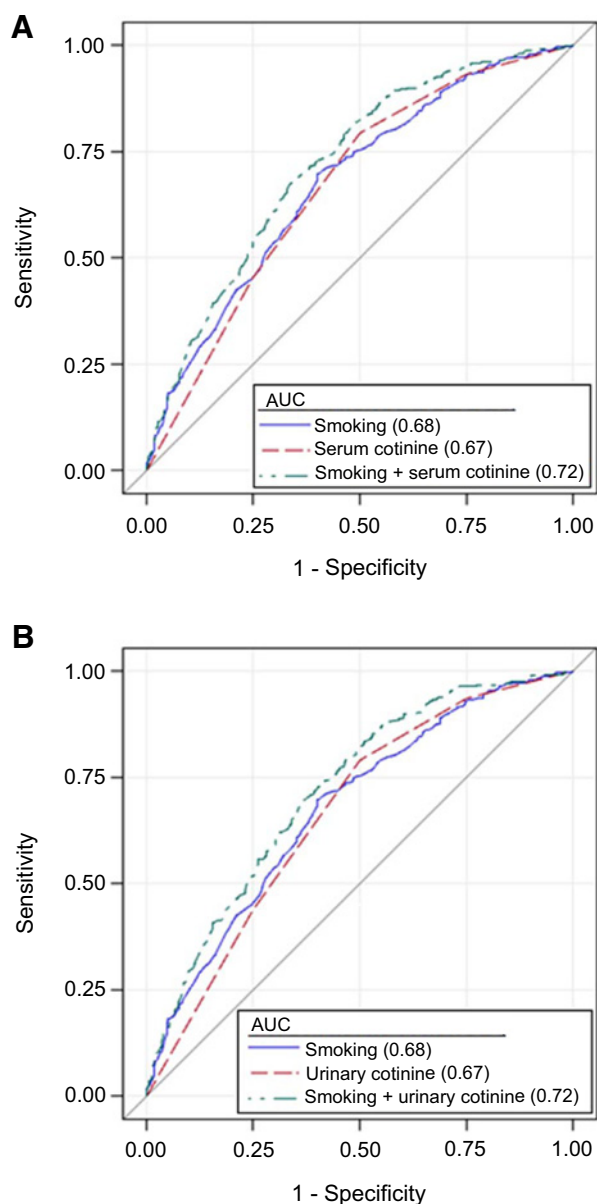 A
1.00
0.75
0.50
0.25
0.00
Sensitivity
AUC
Smoking (0.68)
Serum cotinine (0.67)
Smoking + serum cotinine (0.72)
0.00 0.25 0.50 0.75 1.00
1 - Specificity
B
1.00
0.75
0.50
0.25
0.00
Sensitivity
AUC
Smoking (0.68)
Urinary cotinine (0.67)
Smoking + urinary cotinine (0.72)
0.00 0.25 0.50 0.75 1.00
1 - Specificity